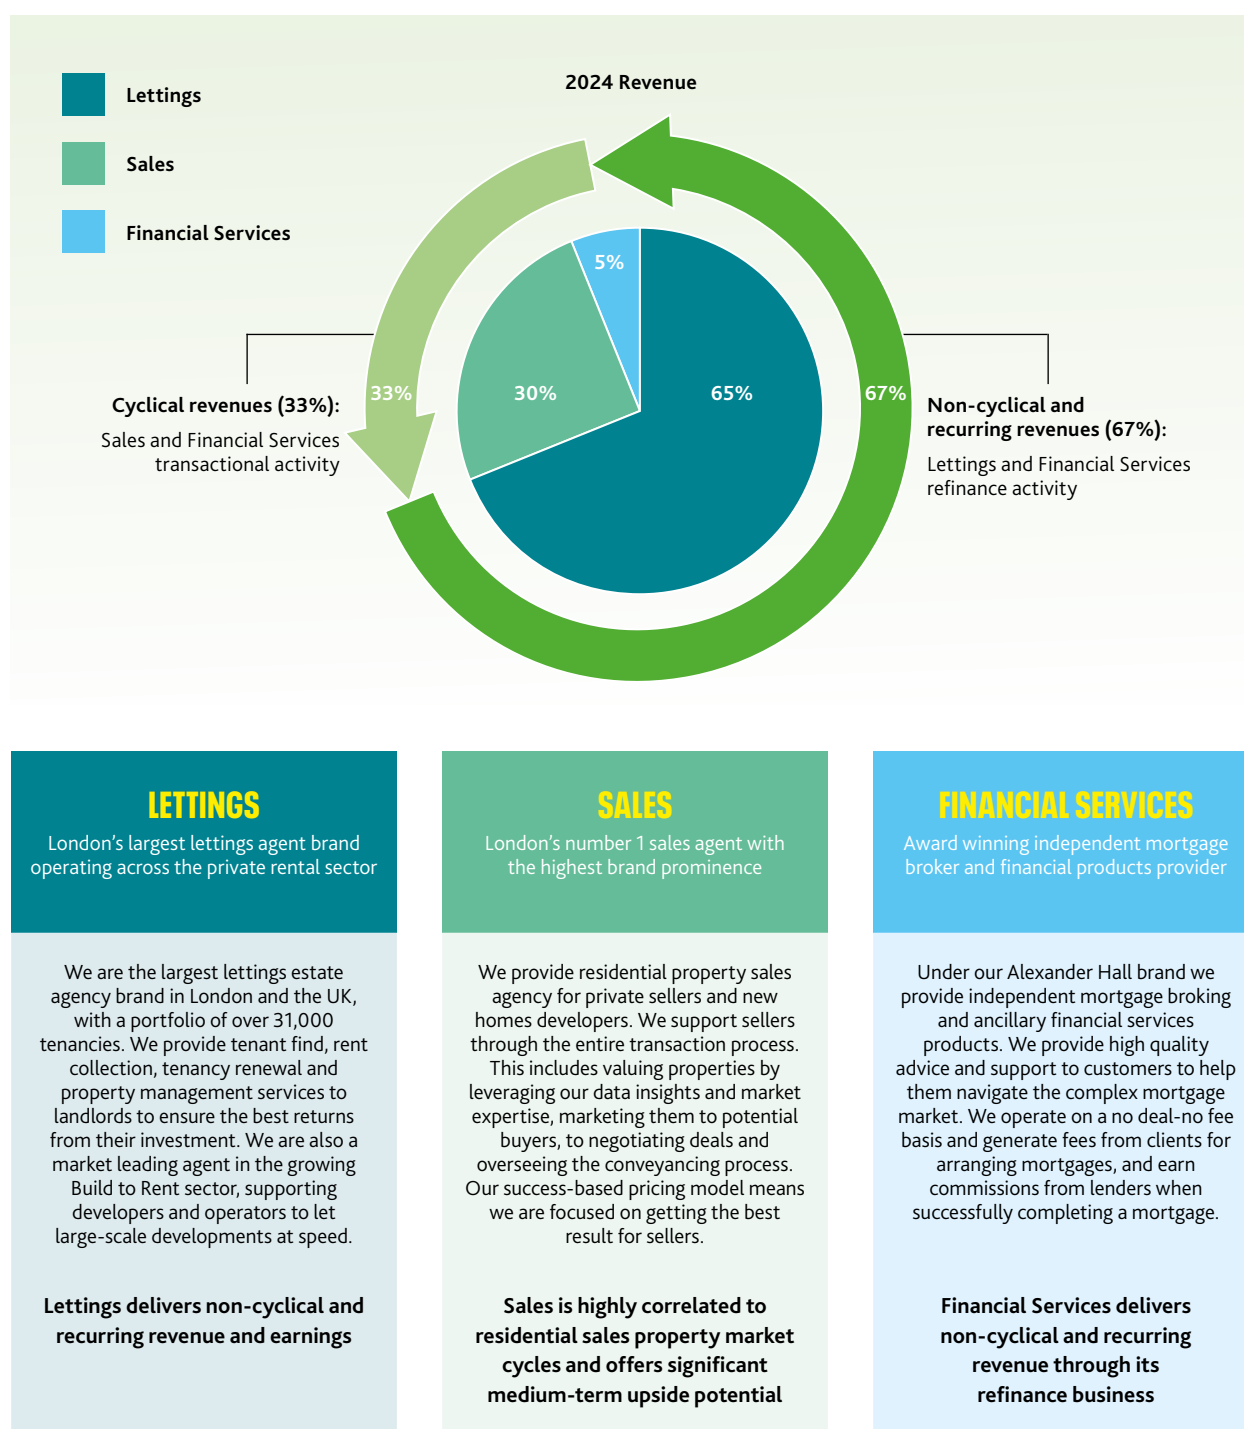 2024 Revenue
Lettings
Sales
Financial Services
5%
30%
65%
33%
67%
Cyclical revenues (33%):
Sales and Financial Services
transactional activity
Non-cyclical and
recurring revenues (67%):
Lettings and Financial Services
refinance activity
LETTINGS
London’s largest lettings agent brand
operating across the private rental sector
We are the largest lettings estate
agency brand in London and the UK,
with a portfolio of over 31,000
tenancies. We provide tenant find, rent
collection, tenancy renewal and
property management services to
landlords to ensure the best returns
from their investment. We are also a
market leading agent in the growing
Build to Rent sector, supporting
developers and operators to let
large-scale developments at speed.
Lettings delivers non-cyclical and
recurring revenue and earnings
SALES
London’s number 1 sales agent with
the highest brand prominence
We provide residential property sales
agency for private sellers and new
homes developers. We support sellers
through the entire transaction process.
This includes valuing properties by
leveraging our data insights and market
expertise, marketing them to potential
buyers, to negotiating deals and
overseeing the conveyancing process.
Our success-based pricing model means
we are focused on getting the best
result for sellers.
Sales is highly correlated to
residential sales property market
cycles and offers significant
medium-term upside potential
FINANCIAL SERVICES
Award winning independent mortgage
broker and financial products provider
Under our Alexander Hall brand we
provide independent mortgage broking
and ancillary financial services
products. We provide high quality
advice and support to customers to help
them navigate the complex mortgage
market. We operate on a no deal-no fee
basis and generate fees from clients for
arranging mortgages, and earn
commissions from lenders when
successfully completing a mortgage.
Financial Services delivers
non-cyclical and recurring
revenue through its
refinance business